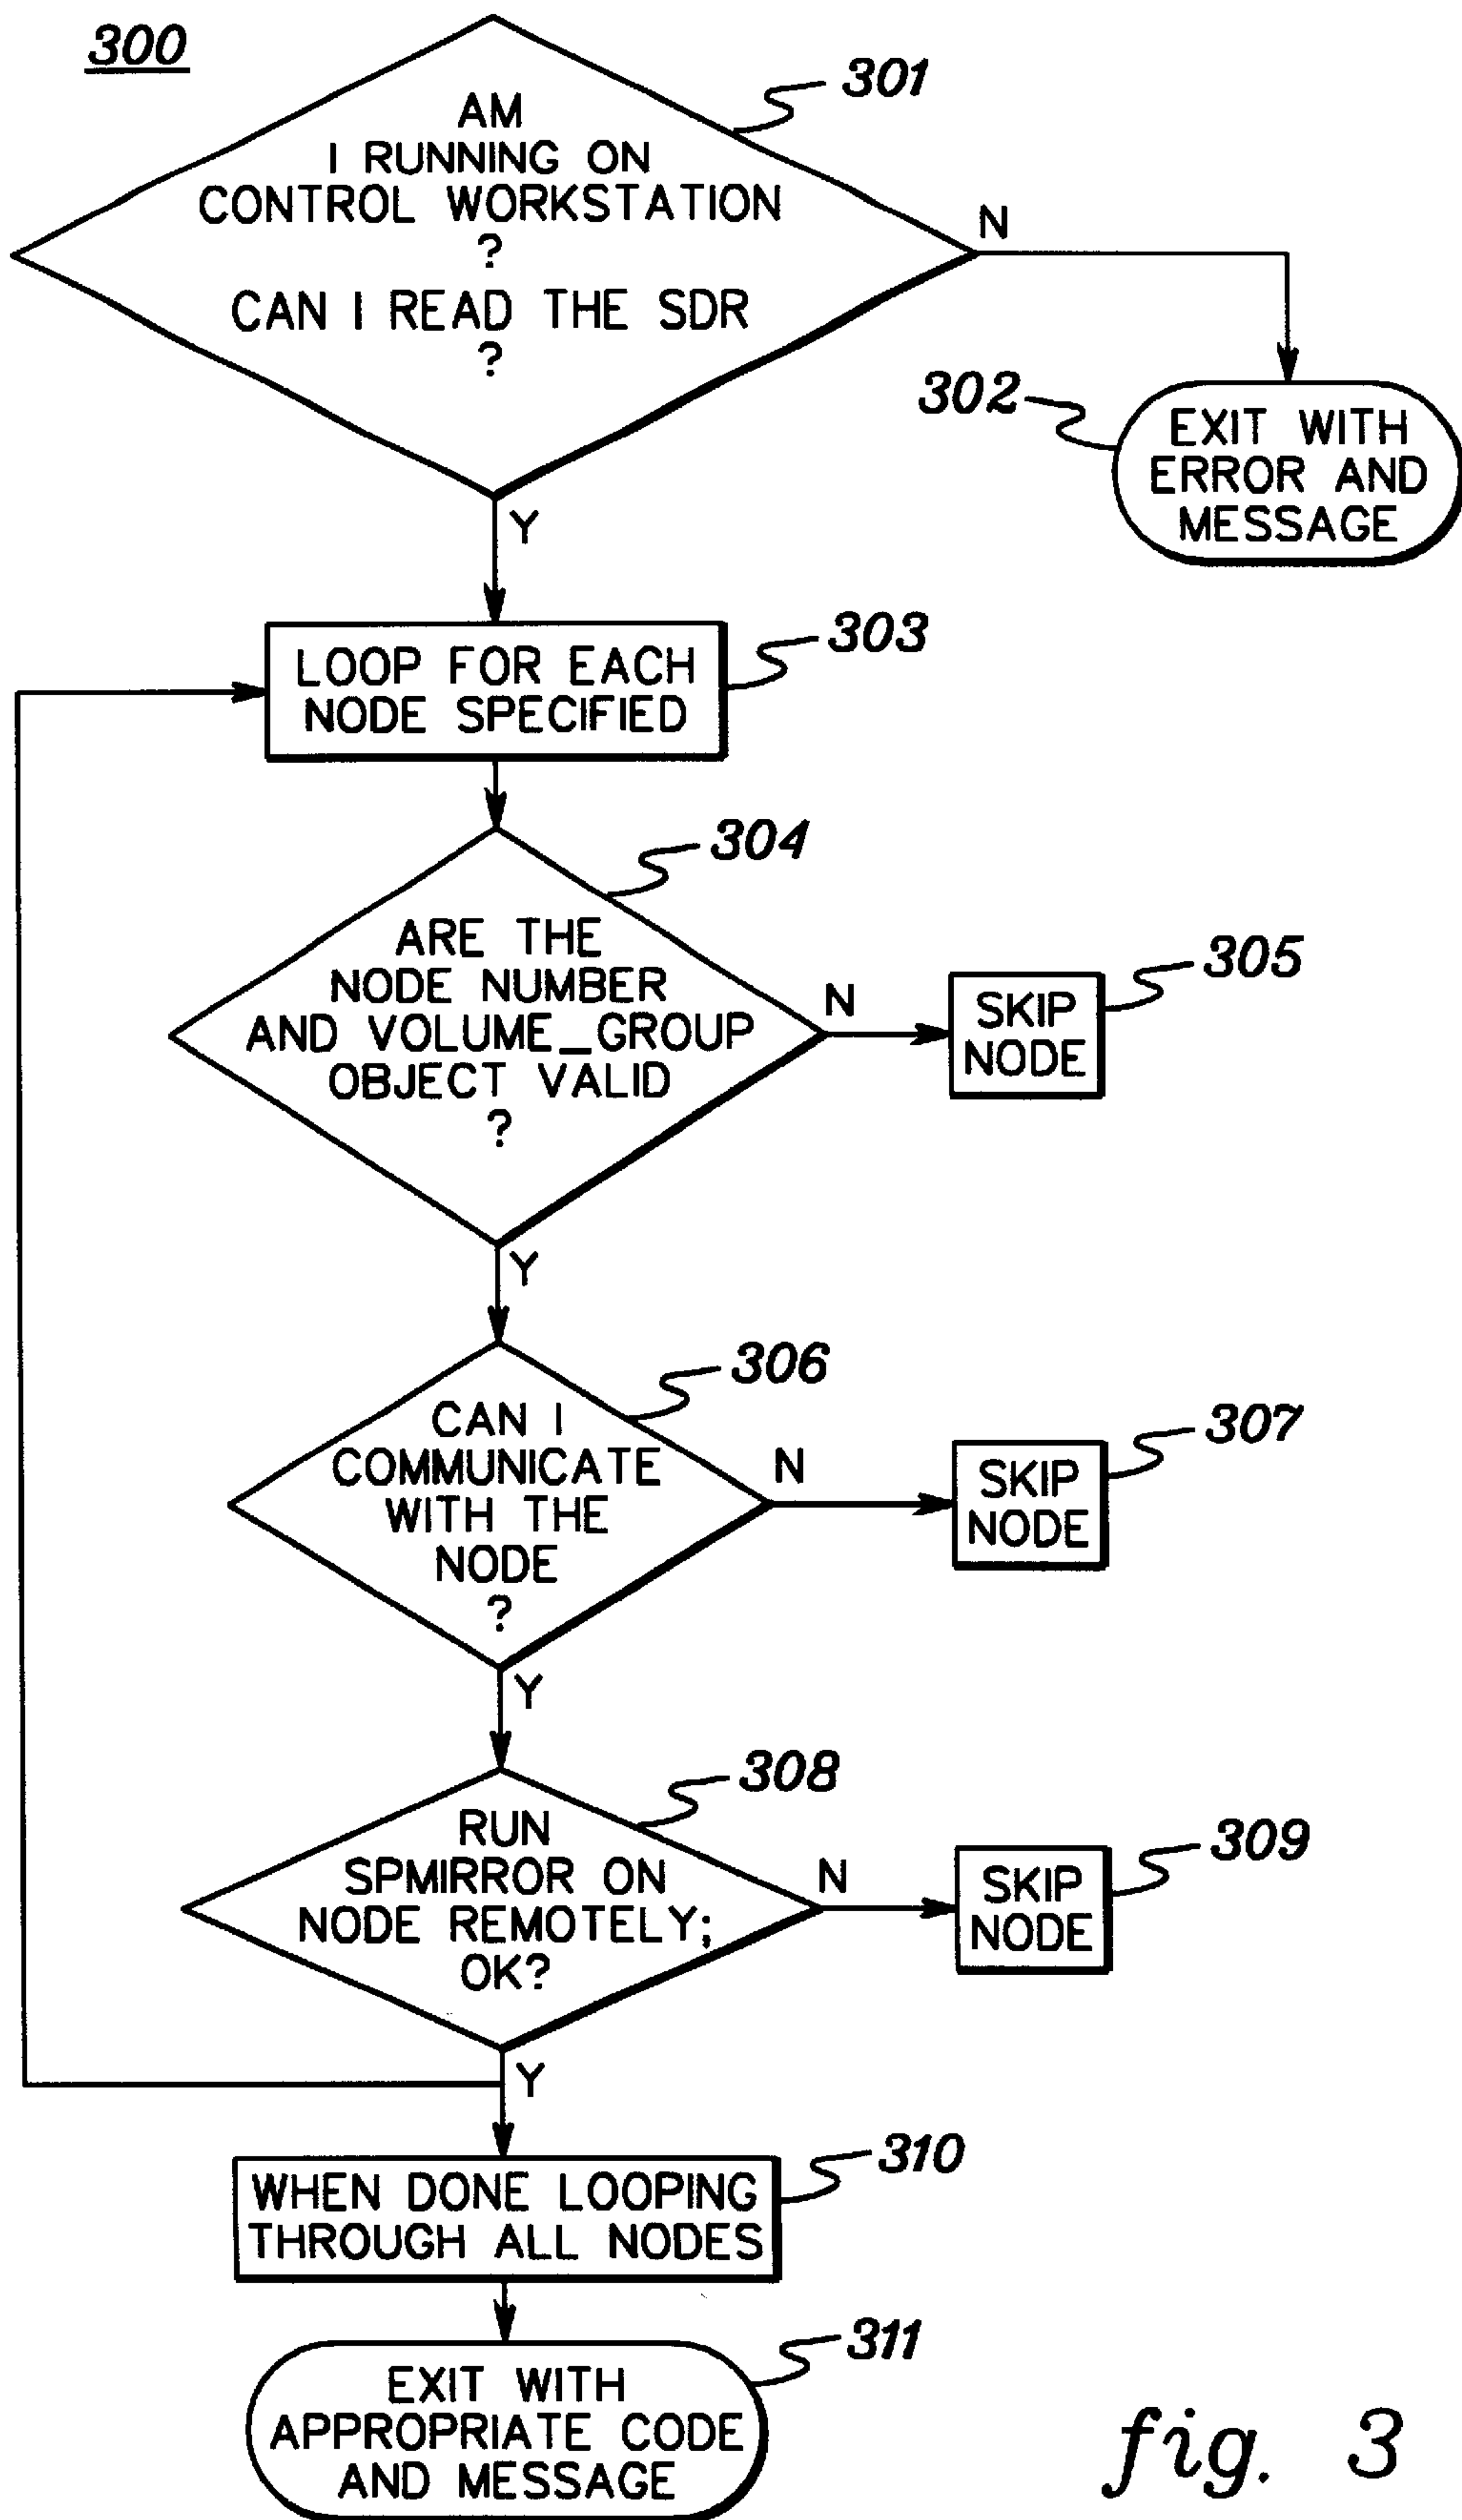 300
301
AM
I RUNNING ON
CONTROL WORKSTATION
?
CAN I READ THE SDR
?
N
302
EXIT WITH
ERROR AND
MESSAGE
Y
303
LOOP FOR EACH
NODE SPECIFIED
304
ARE THE
NODE NUMBER
AND VOLUME_GROUP
OBJECT VALID
?
N
305
SKIP
NODE
Y
306
CAN I
COMMUNICATE
WITH THE
NODE
?
N
307
SKIP
NODE
Y
308
RUN
SPMIRROR ON
NODE REMOTELY;
OK?
N
309
SKIP
NODE
Y
310
WHEN DONE LOOPING
THROUGH ALL NODES
311
EXIT WITH
APPROPRIATE CODE
AND MESSAGE
fig. 3